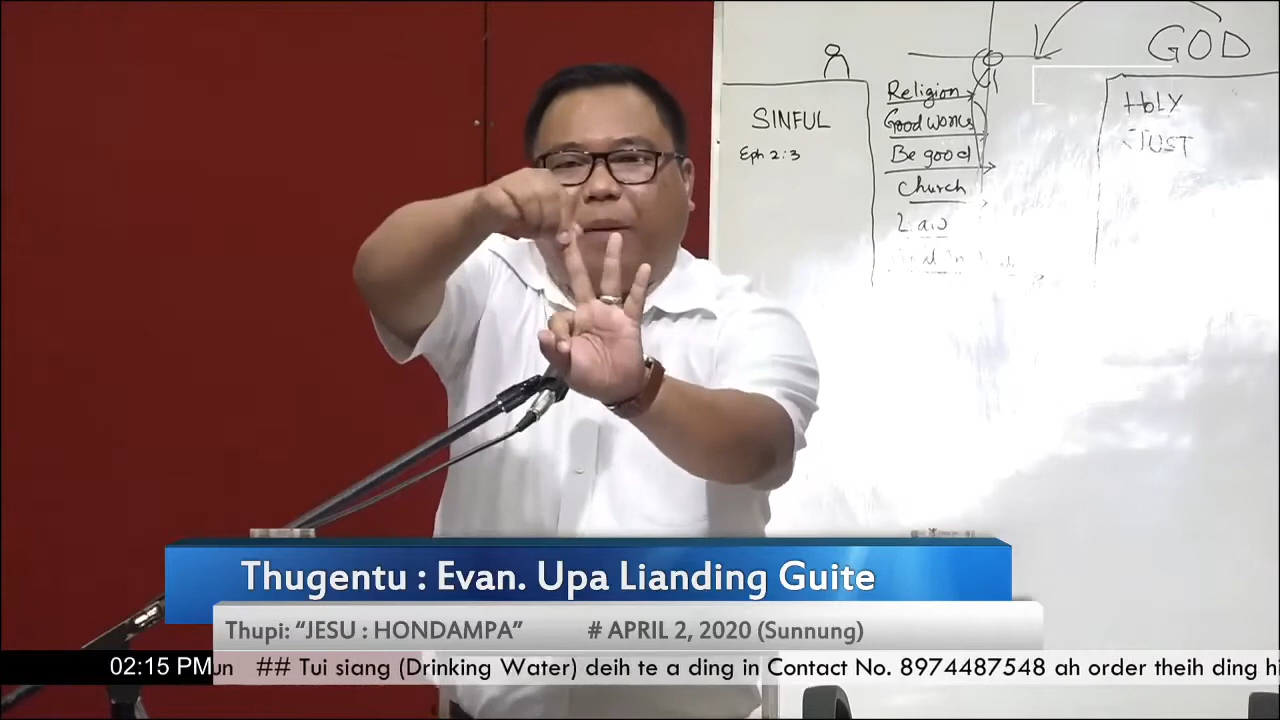 GOD
SINFUL
Eph 2:3
Religion
Good works
Be good
Church
Law
HOLY
JUST
Thugentu : Evan. Upa Lianding Guite
Thupi: “JESU : HONDAMPA” # APRIL 2, 2020 (Sunnung)
02:15 PM un ## Tui siang (Drinking Water) deih te a ding in Contact No. 8974487548 ah order theih ding hi